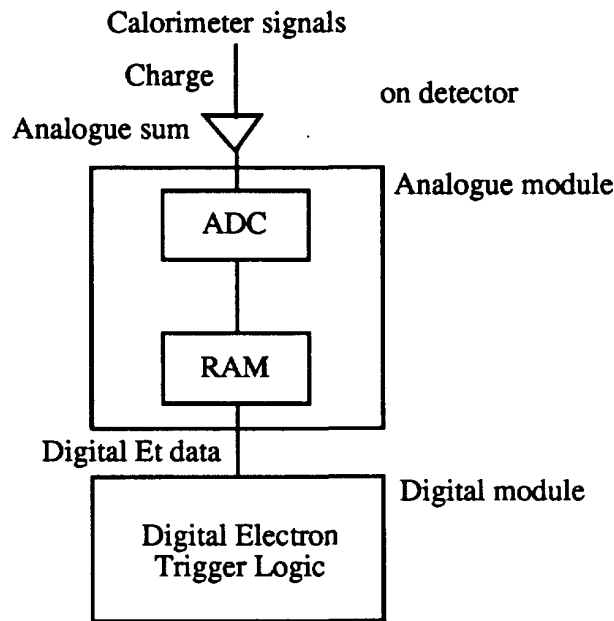 Calorimeter signals
Charge
on detector
Analogue sum
Analogue module
ADC
RAM
Digital Et data
Digital module
Digital Electron
Trigger Logic